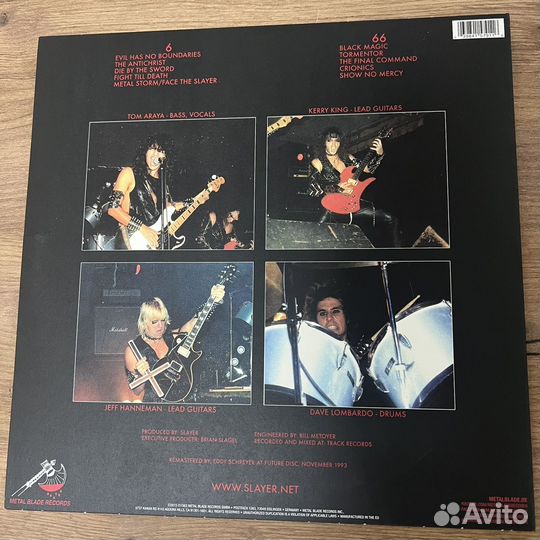 6
EVIL HAS NO BOUNDARIES
THE ANTICHRIST
DIE BY THE SWORD
FIGHT TILL DEATH
METAL STORM/FACE THE SLAYER
66
BLACK MAGIC
TORMENTOR
THE FINAL COMMAND
CRIONICS
SHOW NO MERCY
TOM ARAYA - BASS, VOCALS
KERRY KING - LEAD GUITARS
Marshall
JEFF HANNEMAN - LEAD GUITARS
DAVE LOMBARDO - DRUMS
PRODUCED BY: SLAYER
EXECUTIVE PRODUCER: BRIAN SLAGEL
ENGINEERED BY: BILL METOYER
RECORDED AND MIXED AT: TRACK RECORDS
REMASTERED BY: EDDY SCHREYER AT FUTURE DISC, NOVEMBER 1993
WWW.SLAYER.NET
METAL BLADE RECORDS
METALBLADE.DE
Avito